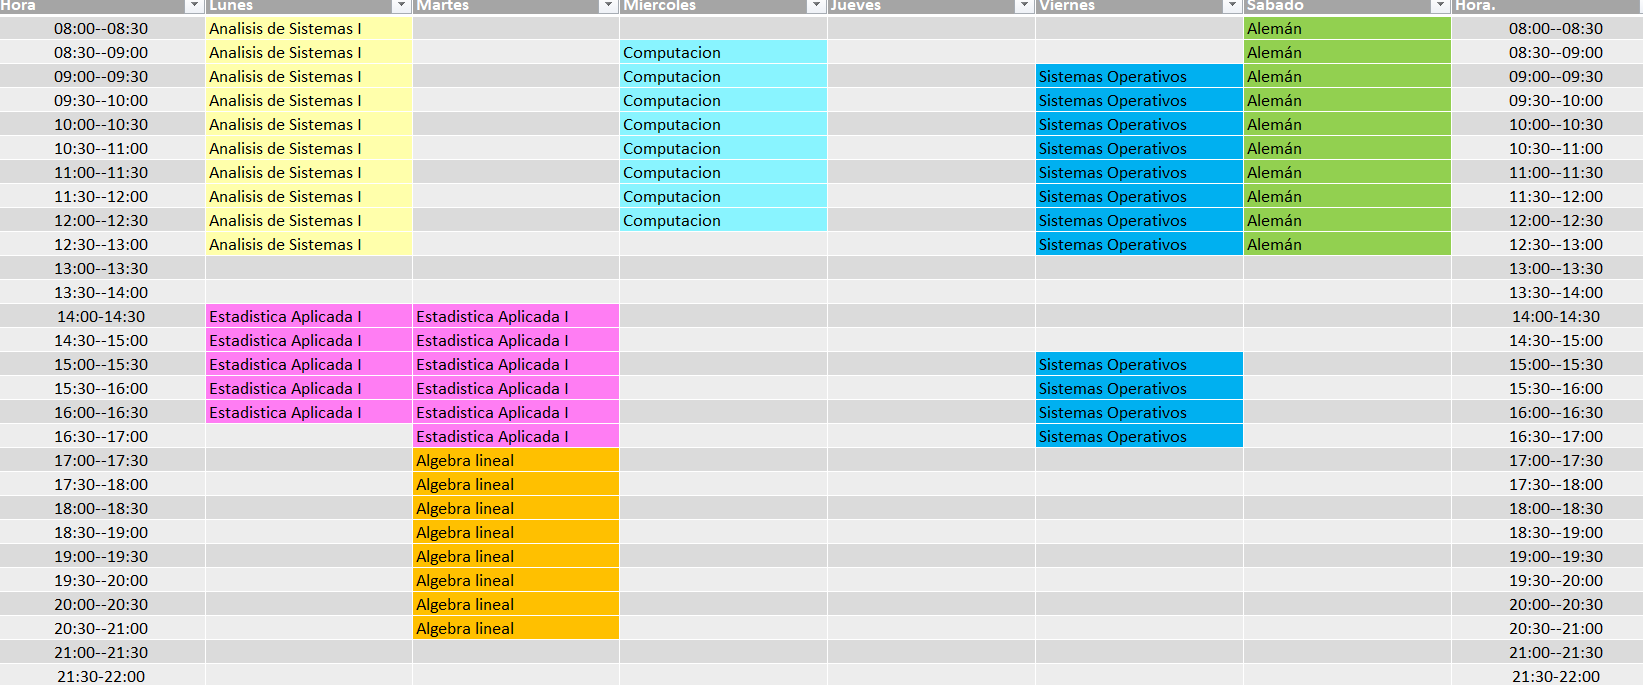 Hora Lunes Martes Miercoles Jueves Viernes Sabado Hora.
08:00--08:30 Analisis de Sistemas I Alemán 08:00--08:30
08:30--09:00 Analisis de Sistemas I Computacion Alemán 08:30--09:00
09:00--09:30 Analisis de Sistemas I Computacion Sistemas Operativos Alemán 09:00--09:30
09:30--10:00 Analisis de Sistemas I Computacion Sistemas Operativos Alemán 09:30--10:00
10:00--10:30 Analisis de Sistemas I Computacion Sistemas Operativos Alemán 10:00--10:30
10:30--11:00 Analisis de Sistemas I Computacion Sistemas Operativos Alemán 10:30--11:00
11:00--11:30 Analisis de Sistemas I Computacion Sistemas Operativos Alemán 11:00--11:30
11:30--12:00 Analisis de Sistemas I Computacion Sistemas Operativos Alemán 11:30--12:00
12:00--12:30 Analisis de Sistemas I Computacion Sistemas Operativos Alemán 12:00--12:30
12:30--13:00 Analisis de Sistemas I Sistemas Operativos Alemán 12:30--13:00
13:00--13:30 13:00--13:30
13:30--14:00 13:30--14:00
14:00-14:30 Estadistica Aplicada I Estadistica Aplicada I 14:00-14:30
14:30--15:00 Estadistica Aplicada I Estadistica Aplicada I 14:30--15:00
15:00--15:30 Estadistica Aplicada I Estadistica Aplicada I Sistemas Operativos 15:00--15:30
15:30--16:00 Estadistica Aplicada I Estadistica Aplicada I Sistemas Operativos 15:30--16:00
16:00--16:30 Estadistica Aplicada I Estadistica Aplicada I Sistemas Operativos 16:00--16:30
16:30--17:00 Estadistica Aplicada I Sistemas Operativos 16:30--17:00
17:00--17:30 Algebra lineal 17:00--17:30
17:30--18:00 Algebra lineal 17:30--18:00
18:00--18:30 Algebra lineal 18:00--18:30
18:30--19:00 Algebra lineal 18:30--19:00
19:00--19:30 Algebra lineal 19:00--19:30
19:30--20:00 Algebra lineal 19:30--20:00
20:00--20:30 Algebra lineal 20:00--20:30
20:30--21:00 Algebra lineal 20:30--21:00
21:00--21:30 21:00--21:30
21:30-22:00 21:30-22:00